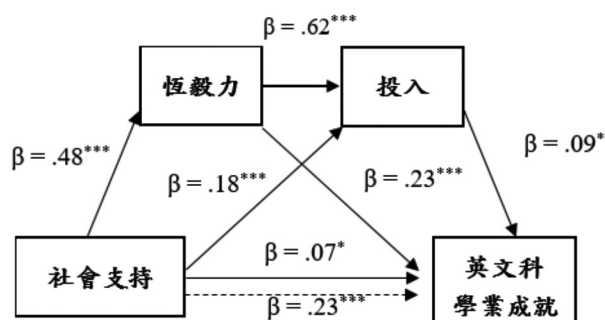 β = .62***
恆毅力
投入
β = .48***
β = .18***
β = .23***
β = .09*
社會支持
β = .07*
β = .23***
英文科
學業成就